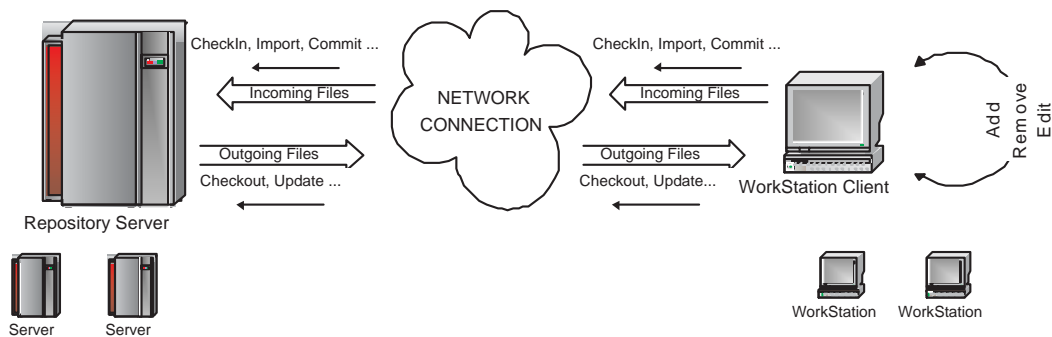 CheckIn, Import, Commit ...
Incoming Files
Outgoing Files
Checkout, Update ...
Repository Server
NETWORK
CONNECTION
CheckIn, Import, Commit ...
Incoming Files
Outgoing Files
Checkout, Update...
WorkStation Client
Add
Remove
Edit
Server
Server
WorkStation
WorkStation